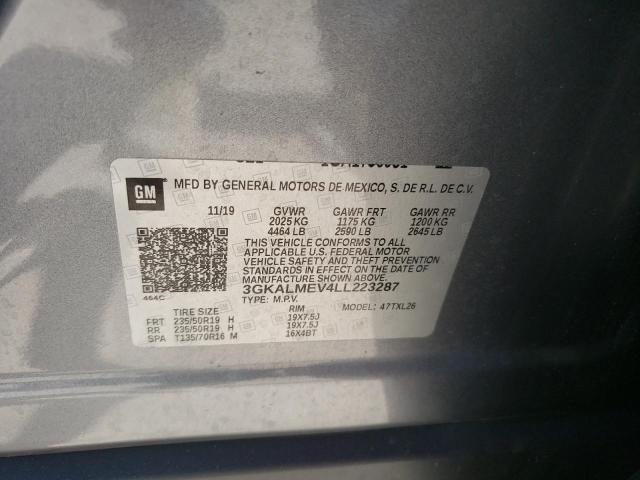 GM
MFD BY GENERAL MOTORS DE MEXICO, S. DE R.L. DE C.V.
11/19 GVWR GAWR FRT GAWR RR
2025 KG 1175 KG 1200 KG
4464 LB 2590 LB 2645 LB
THIS VEHICLE CONFORMS TO ALL
APPLICABLE U.S. FEDERAL MOTOR
VEHICLE SAFETY AND THEFT PREVENTION
STANDARDS IN EFFECT ON THE DATE OF
MANUFACTURE SHOWN ABOVE.
3GKALMEV4LL223287
464C TYPE: M.P.V.
TIRE SIZE RIM MODEL: 47TXL26
FRT 235/50R19 H 19X7.5J
RR 235/50R19 H 19X7.5J
SPA T135/70R16 M 16X4BT